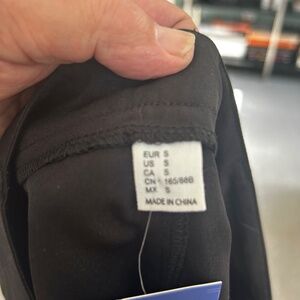 EUR S
US S
CA S
CN 165/88B
MX S
MADE IN CHINA